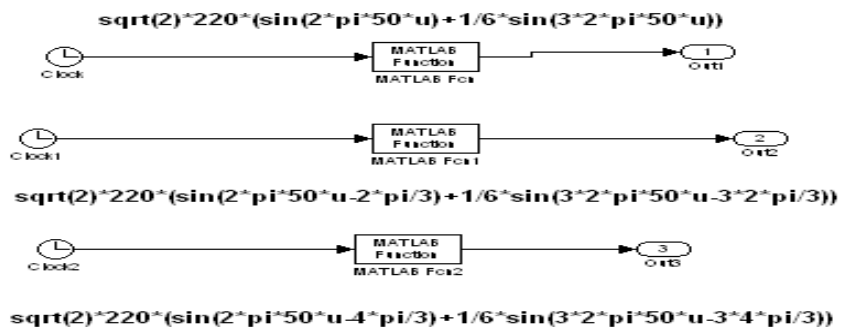 sqrt(2)*220*(sin(2*pi*50*u)+1/6*sin(3*2*pi*50*u))
MATLAB
Function
1
Clock
MATLAB Fcn
Out1
MATLAB
Function
2
Clock1
MATLAB Fcn1
Out2
sqrt(2)*220*(sin(2*pi*50*u-2*pi/3)+1/6*sin(3*2*pi*50*u-3*2*pi/3))
MATLAB
Function
3
Clock2
MATLAB Fcn2
Out3
sqrt(2)*220*(sin(2*pi*50*u-4*pi/3)+1/6*sin(3*2*pi*50*u-3*4*pi/3))